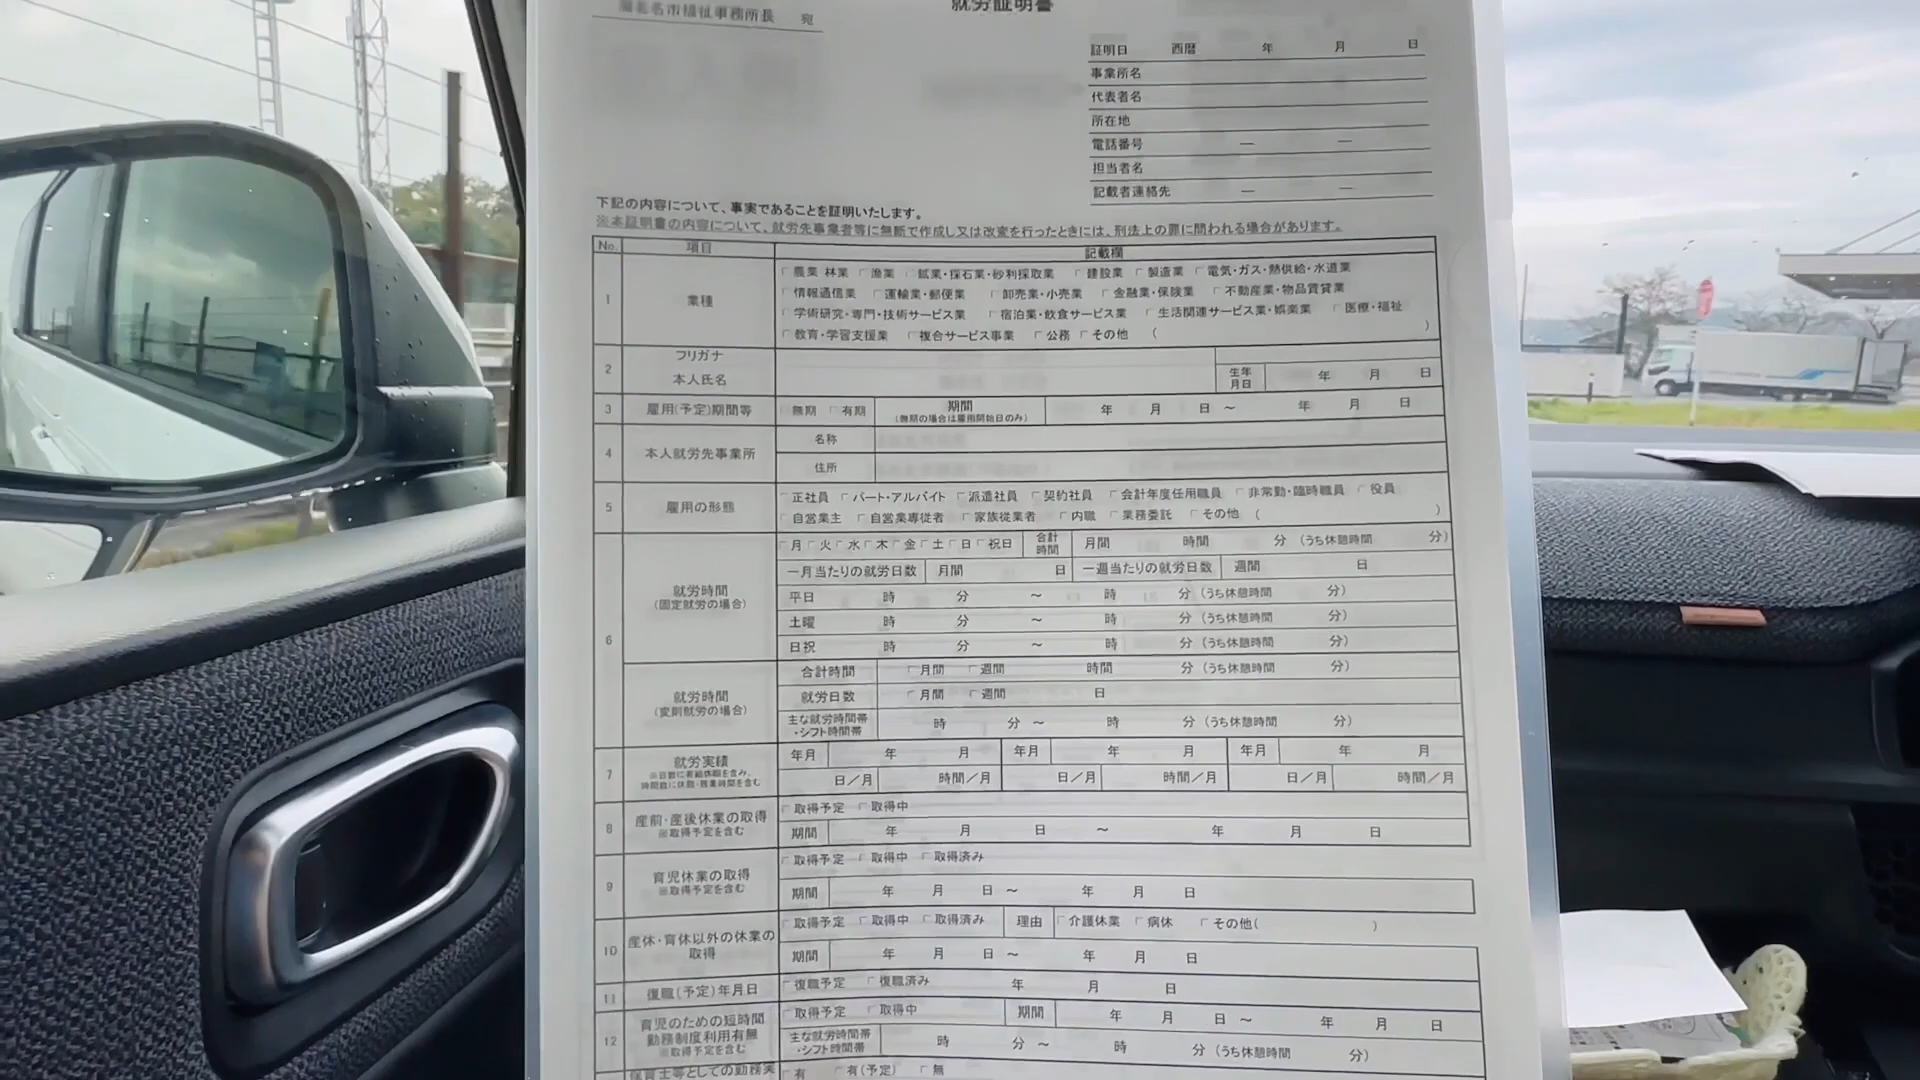 海老名市福祉事務所長 宛
就労証明書
証明日 西暦 年 月 日
事業所名
代表者名
所在地
電話番号 — —
担当者名
記載者連絡先 — —
下記の内容について、事実であることを証明いたします。
※本証明書の内容について、就労先事業者等に無断で作成し又は改変を行ったときには、刑法上の罪に問われる場合があります。
No. 項目 記載欄
1 業種
農業 林業 漁業 鉱業・採石業・砂利採取業 建設業 製造業 電気・ガス・熱供給・水道業
情報通信業 運輸業・郵便業 卸売業・小売業 金融業・保険業 不動産業・物品賃貸業
学術研究・専門・技術サービス業 宿泊業・飲食サービス業 生活関連サービス業・娯楽業 医療・福祉
教育・学習支援業 複合サービス事業 公務 その他 ( )
2 フリガナ
本人氏名 生年月日 年 月 日
3 雇用(予定)期間等 無期 有期 期間 (無期の場合は雇用開始日のみ) 年 月 日 ~ 年 月 日
4 本人就労先事業所 名称
住所
5 雇用の形態
正社員 パート・アルバイト 派遣社員 契約社員 会計年度任用職員 非常勤・臨時職員 役員
自営業主 自営業専従者 家族従業者 内職 業務委託 その他 ( )
6 就労時間
(固定就労の場合)
月 火 水 木 金 土 日 祝日 合計時間 月間 時間 分 (うち休憩時間 分)
一月当たりの就労日数 月間 日 一週当たりの就労日数 週間 日
平日 時 分 ~ 時 分 (うち休憩時間 分)
土曜 時 分 ~ 時 分 (うち休憩時間 分)
日祝 時 分 ~ 時 分 (うち休憩時間 分)
就労時間
(変則就労の場合)
合計時間 月間 週間 時間 分 (うち休憩時間 分)
就労日数 月間 週間 日
主な就労時間帯
・シフト時間帯 時 分 ~ 時 分 (うち休憩時間 分)
7 就労実績
※日数に有給休暇を含み、
時間数に休憩・残業時間を含む
年月 年 月 年月 年 月 年月 年 月
日/月 時間/月 日/月 時間/月 日/月 時間/月
8 産前・産後休業の取得
※取得予定を含む
取得予定 取得中
期間 年 月 日 ~ 年 月 日
9 育児休業の取得
※取得予定を含む
取得予定 取得中 取得済み
期間 年 月 日 ~ 年 月 日
10 産休・育休以外の休業の
取得
取得予定 取得中 取得済み 理由 介護休業 病休 その他( )
期間 年 月 日 ~ 年 月 日
11 復職(予定)年月日 復職予定 復職済み 年 月 日
12 育児のための短時間
勤務制度利用有無
※取得予定を含む
取得予定 取得中 期間 年 月 日 ~ 年 月 日
主な就労時間帯
・シフト時間帯 時 分 ~ 時 分 (うち休憩時間 分)
保育士等としての勤務実 有 有(予定) 無